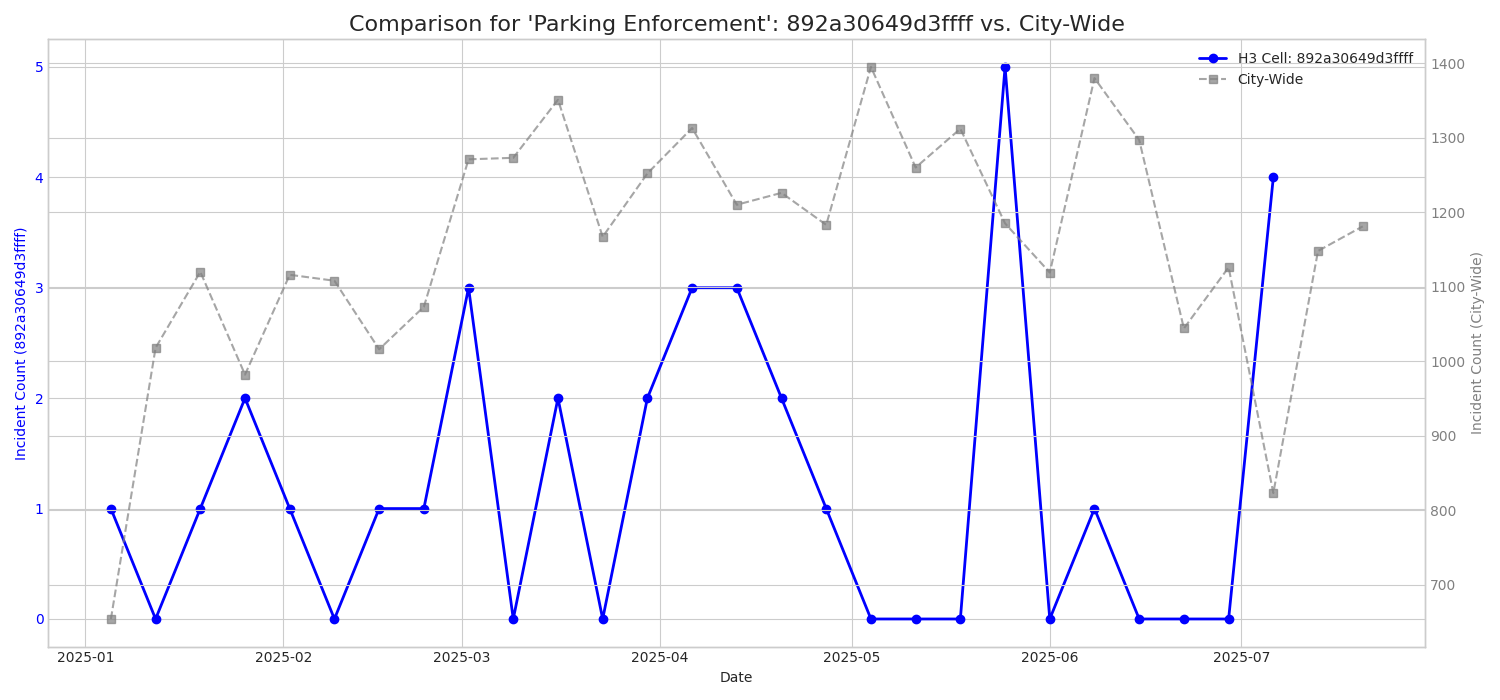 Comparison for 'Parking Enforcement': 892a30649d3ffff vs. City-Wide
H3 Cell: 892a30649d3ffff
City-Wide
Incident Count (892a30649d3ffff)
5
4
3
2
1
0
1400
1300
1200
1100
1000
900
800
700
Incident Count (City-Wide)
2025-01 2025-02 2025-03 2025-04 2025-05 2025-06 2025-07
Date